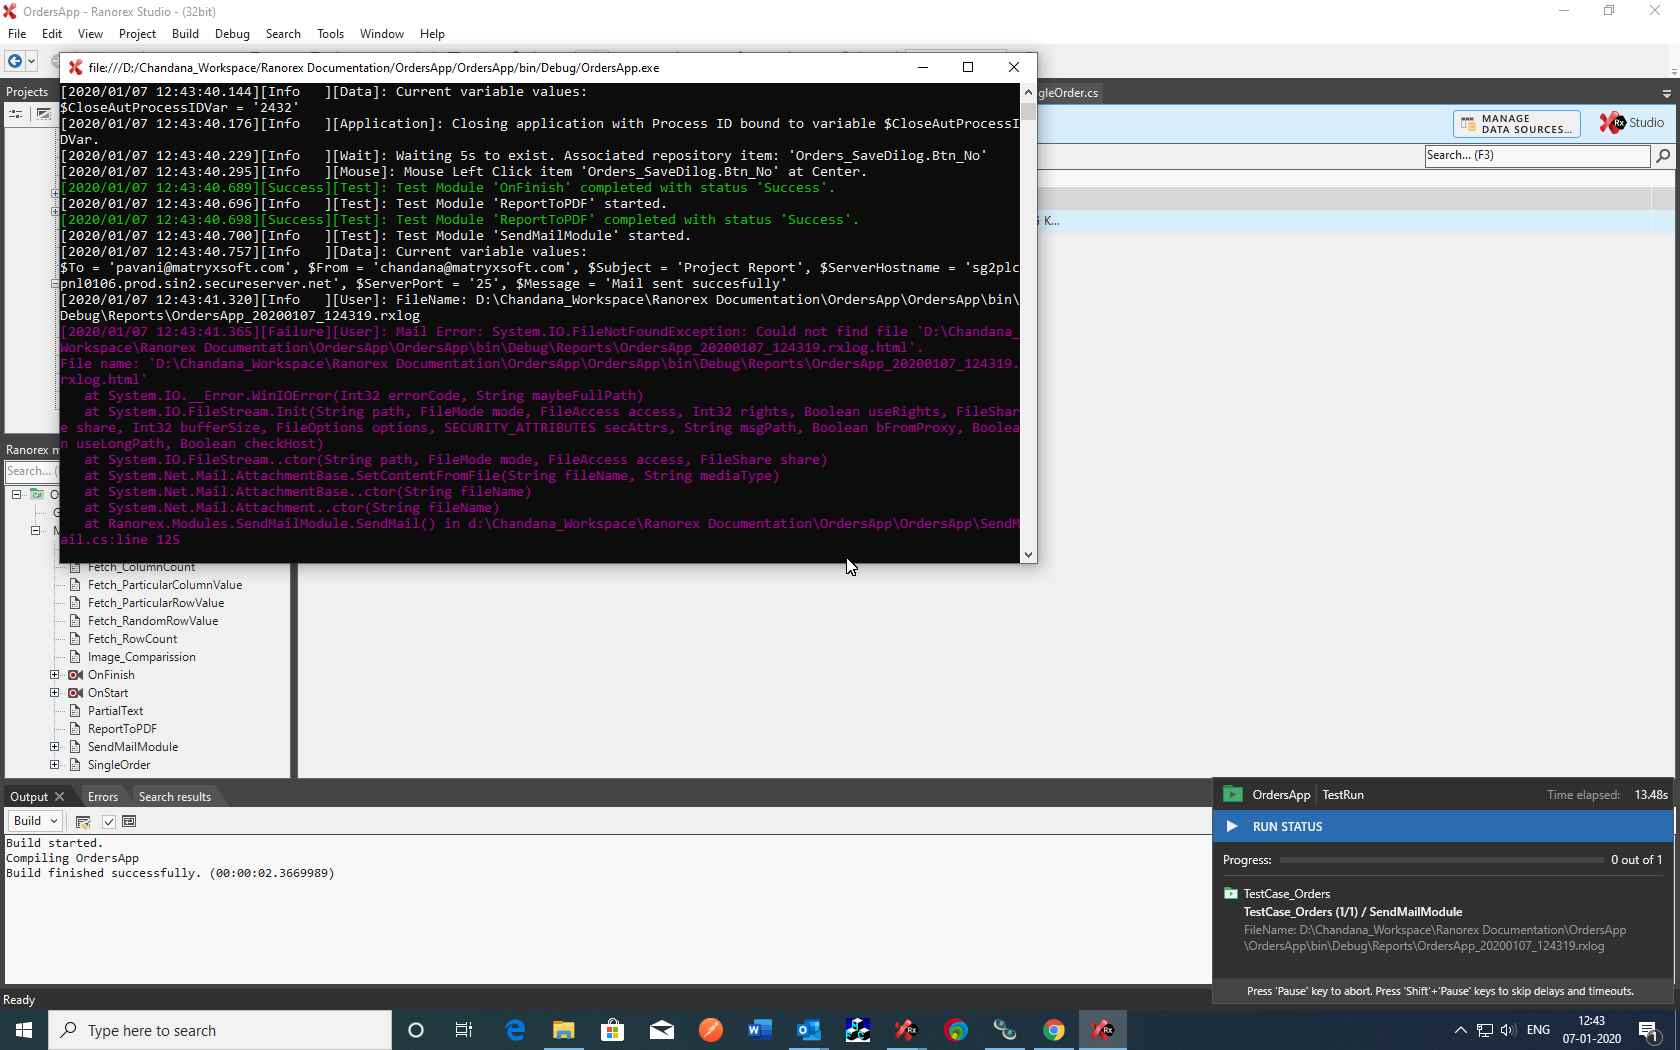 OrdersApp - Ranorex Studio - (32bit)
File Edit View Project Build Debug Search Tools Window Help
file:///D:/Chandana_Workspace/Ranorex Documentation/OrdersApp/OrdersApp/bin/Debug/OrdersApp.exe
Projects
gleOrder.cs
[2020/01/07 12:43:40.144][Info   ][Data]: Current variable values:
$CloseAutProcessIDVar = '2432'
[2020/01/07 12:43:40.176][Info   ][Application]: Closing application with Process ID bound to variable $CloseAutProcessI
DVar.
[2020/01/07 12:43:40.229][Info   ][Wait]: Waiting 5s to exist. Associated repository item: 'Orders_SaveDilog.Btn_No'
[2020/01/07 12:43:40.295][Info   ][Mouse]: Mouse Left Click item 'Orders_SaveDilog.Btn_No' at Center.
[2020/01/07 12:43:40.689][Success][Test]: Test Module 'OnFinish' completed with status 'Success'.
[2020/01/07 12:43:40.696][Info   ][Test]: Test Module 'ReportToPDF' started.
[2020/01/07 12:43:40.698][Success][Test]: Test Module 'ReportToPDF' completed with status 'Success'.
[2020/01/07 12:43:40.700][Info   ][Test]: Test Module 'SendMailModule' started.
[2020/01/07 12:43:40.757][Info   ][Data]: Current variable values:
$To = 'pavani@matryxsoft.com', $From = 'chandana@matryxsoft.com', $Subject = 'Project Report', $ServerHostname = 'sg2plc
pnl0106.prod.sin2.secureserver.net', $ServerPort = '25', $Message = 'Mail sent succesfully'
[2020/01/07 12:43:41.320][Info   ][User]: FileName: D:\Chandana_Workspace\Ranorex Documentation\OrdersApp\OrdersApp\bin\
Debug\Reports\OrdersApp_20200107_124319.rxlog
[2020/01/07 12:43:41.365][Failure][User]: Mail Error: System.IO.FileNotFoundException: Could not find file 'D:\Chandana_
Workspace\Ranorex Documentation\OrdersApp\OrdersApp\bin\Debug\Reports\OrdersApp_20200107_124319.rxlog.html'.
File name: 'D:\Chandana_Workspace\Ranorex Documentation\OrdersApp\OrdersApp\bin\Debug\Reports\OrdersApp_20200107_124319.
rxlog.html'
at System.IO.__Error.WinIOError(Int32 errorCode, String maybeFullPath)
at System.IO.FileStream.Init(String path, FileMode mode, FileAccess access, Int32 rights, Boolean useRights, FileShar
e share, Int32 bufferSize, FileOptions options, SECURITY_ATTRIBUTES secAttrs, String msgPath, Boolean bFromProxy, Boolea
n useLongPath, Boolean checkHost)
at System.IO.FileStream..ctor(String path, FileMode mode, FileAccess access, FileShare share)
at System.Net.Mail.AttachmentBase.SetContentFromFile(String fileName, String mediaType)
at System.Net.Mail.AttachmentBase..ctor(String fileName)
at System.Net.Mail.Attachment..ctor(String fileName)
at Ranorex.Modules.SendMailModule.SendMail() in d:\Chandana_Workspace\Ranorex Documentation\OrdersApp\OrdersApp\SendM
ail.cs:line 125
MANAGE
DATA SOURCES...
Rx Studio
Search... (F3)
K...
Ranorex m
Search... (
O
Fetch_ColumnCount
Fetch_ParticularColumnValue
Fetch_ParticularRowValue
Fetch_RandomRowValue
Fetch_RowCount
Image_Comparission
OnFinish
OnStart
PartialText
ReportToPDF
SendMailModule
SingleOrder
Output Errors Search results
Build
Build started.
Compiling OrdersApp
Build finished successfully. (00:00:02.3669989)
OrdersApp TestRun Time elapsed: 13.48s
RUN STATUS
Progress: 0 out of 1
TestCase_Orders
TestCase_Orders (1/1) / SendMailModule
FileName: D:\Chandana_Workspace\Ranorex Documentation\OrdersApp
\OrdersApp\bin\Debug\Reports\OrdersApp_20200107_124319.rxlog
Press 'Pause' key to abort. Press 'Shift'+'Pause' keys to skip delays and timeouts.
Ready
Type here to search
ENG
12:43
07-01-2020
1